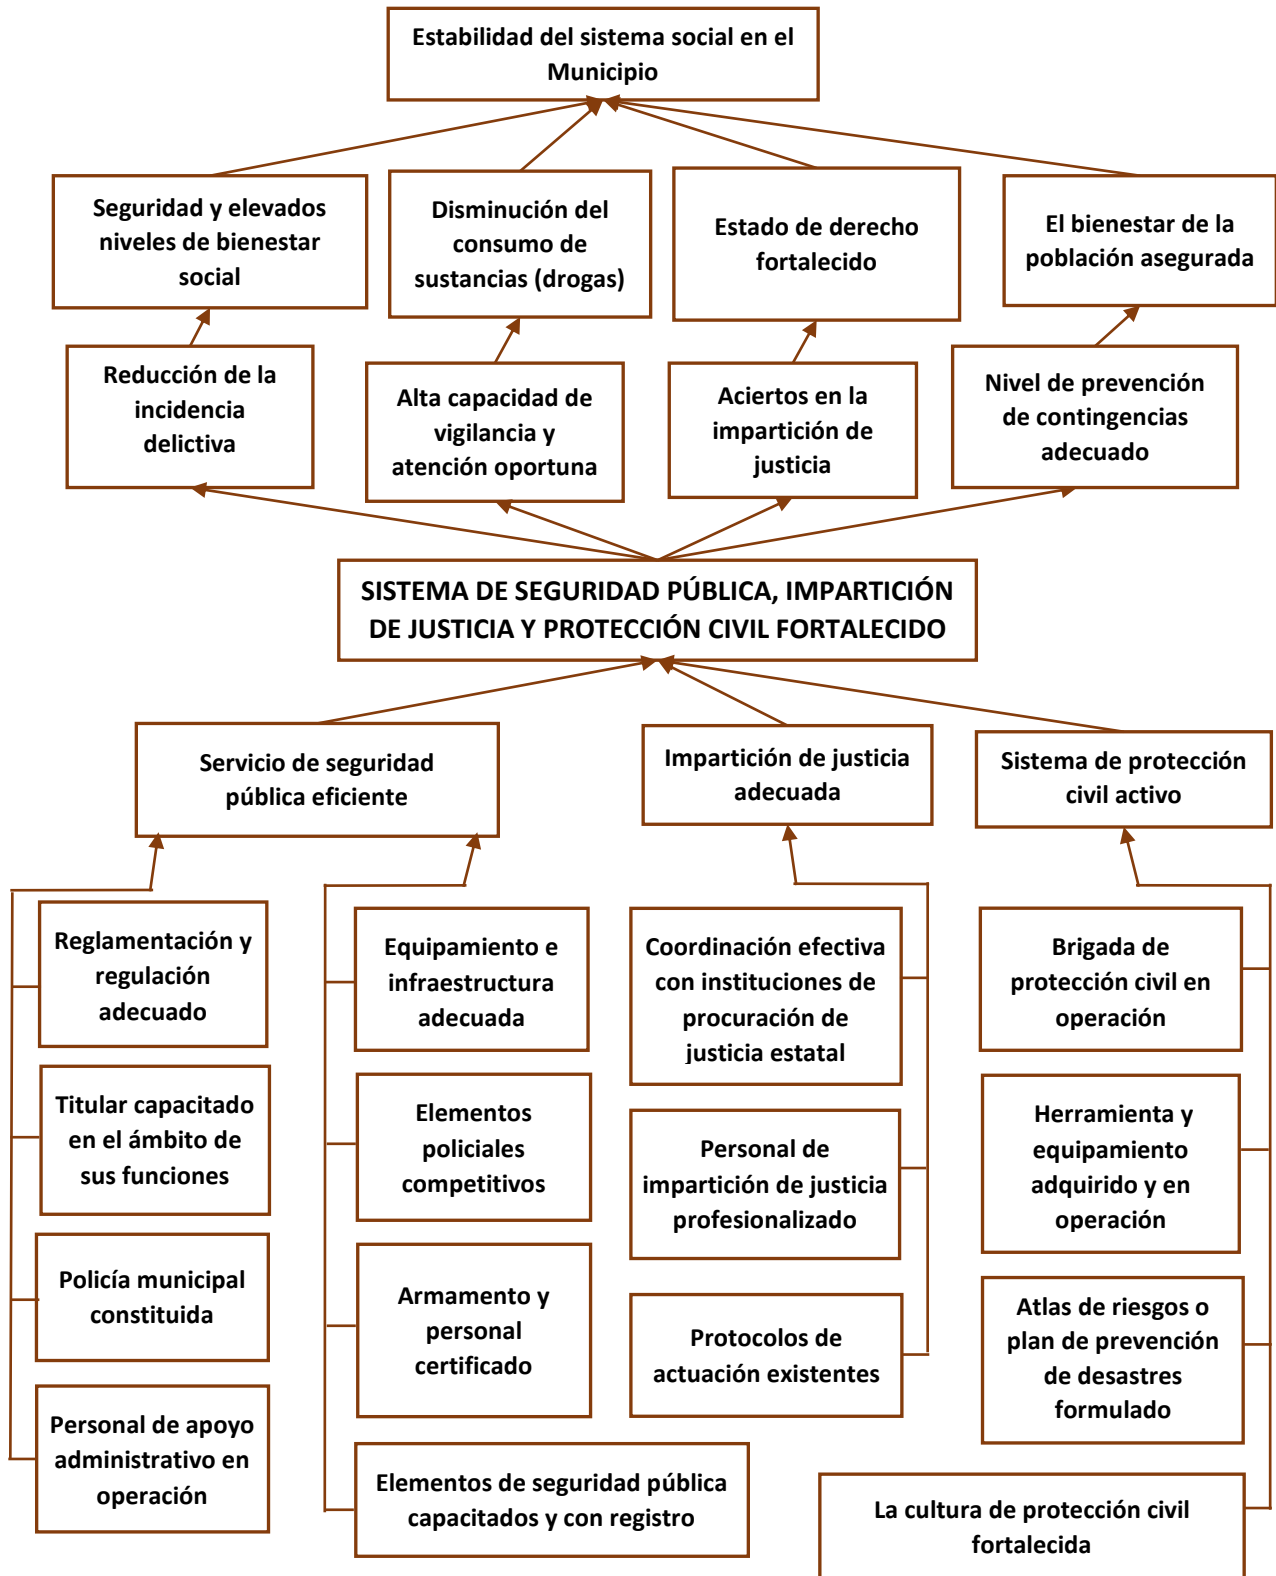 Estabilidad del sistema social en el
Municipio
Seguridad y elevados
niveles de bienestar
social
Disminución del
consumo de
sustancias (drogas)
Estado de derecho
fortalecido
El bienestar de la
población asegurada
Reducción de la
incidencia
delictiva
Alta capacidad de
vigilancia y
atención oportuna
Aciertos en la
impartición de
justicia
Nivel de prevención
de contingencias
adecuado
SISTEMA DE SEGURIDAD PÚBLICA, IMPARTICIÓN
DE JUSTICIA Y PROTECCIÓN CIVIL FORTALECIDO
Servicio de seguridad
pública eficiente
Impartición de justicia
adecuada
Sistema de protección
civil activo
Reglamentación y
regulación
adecuado
Titular capacitado
en el ámbito de
sus funciones
Policía municipal
constituida
Personal de apoyo
administrativo en
operación
Equipamiento e
infraestructura
adecuada
Elementos
policiales
competitivos
Armamento y
personal
certificado
Elementos de seguridad pública
capacitados y con registro
Coordinación efectiva
con instituciones de
procuración de
justicia estatal
Personal de
impartición de justicia
profesionalizado
Protocolos de
actuación existentes
Brigada de
protección civil en
operación
Herramienta y
equipamiento
adquirido y en
operación
Atlas de riesgos o
plan de prevención
de desastres
formulado
La cultura de protección civil
fortalecida